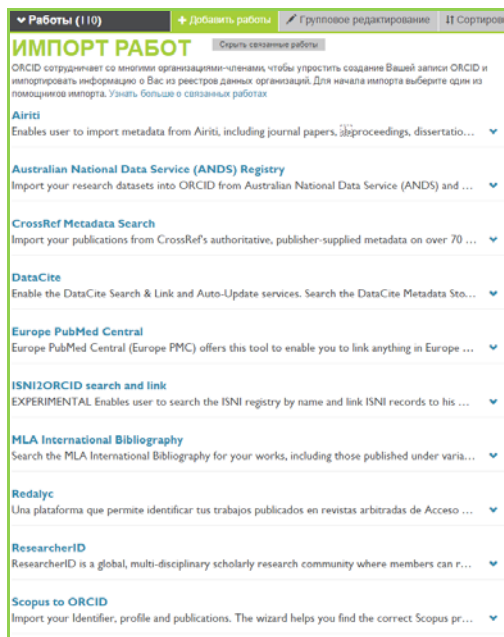 Работы (110)
Добавить работы
Групповое редактирование
Сортиров
ИМПОРТ РАБОТ
Скрыть связанные работы
ORCID сотрудничает со многими организациями-членами, чтобы упростить создание Вашей записи ORCID и
импортировать информацию о Вас из реестров данных организаций. Для начала импорта выберите один из
помощников импорта. Узнать больше о связанных работах
Airiti
Enables user to import metadata from Airiti, including journal papers, proceedings, dissertatio...
Australian National Data Service (ANDS) Registry
Import your research datasets into ORCID from Australian National Data Service (ANDS) and ...
CrossRef Metadata Search
Import your publications from CrossRef's authoritative, publisher-supplied metadata on over 70 ...
DataCite
Enable the DataCite Search & Link and Auto-Update services. Search the DataCite Metadata Sto...
Europe PubMed Central
Europe PubMed Central (Europe PMC) offers this tool to enable you to link anything in Europe ...
ISNI2ORCID search and link
EXPERIMENTAL Enables user to search the ISNI registry by name and link ISNI records to his ...
MLA International Bibliography
Search the MLA International Bibliography for your works, including those published under varia...
Redalyc
Una plataforma que permite identificar tus trabajos publicados en revistas arbitradas de Acceso ...
ResearcherID
ResearcherID is a global, multi-disciplinary scholarly research community where members can r...
Scopus to ORCID
Import your Identifier, profile and publications. The wizard helps you find the correct Scopus pr...